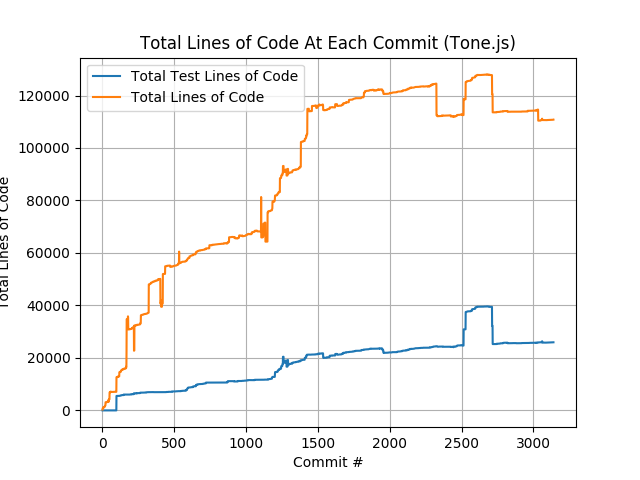 Total Lines of Code At Each Commit (Tone.js)
Total Test Lines of Code
Total Lines of Code
Total Lines of Code
120000
100000
80000
60000
40000
20000
0
0 500 1000 1500 2000 2500 3000
Commit #